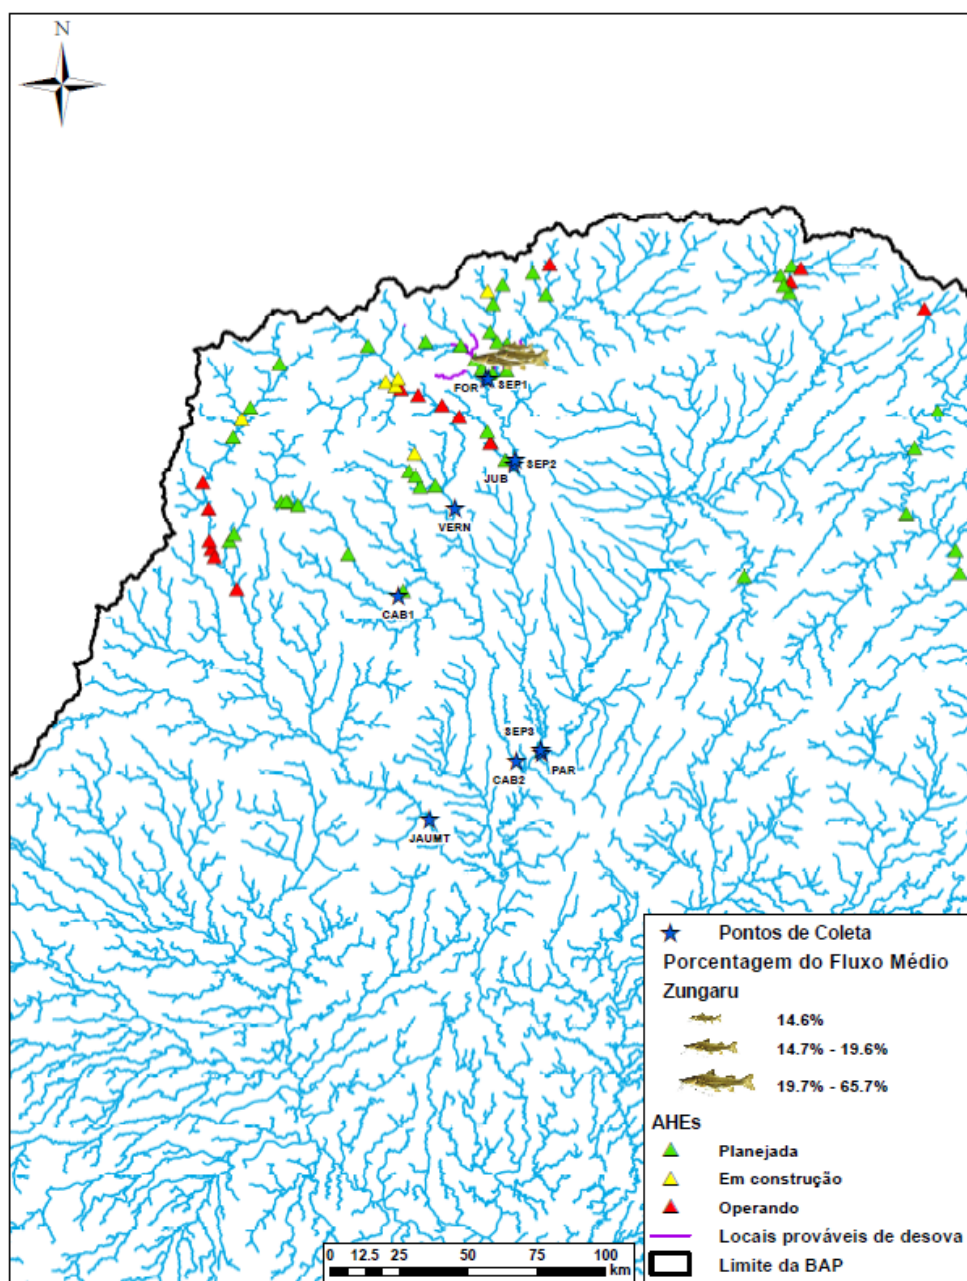 N
FOR
SEP1
SEP2
JUB
VERN
CAB1
SEP3
PAR
CAB2
JAUMT
Pontos de Coleta
Porcentagem do Fluxo Médio
Zungaru
14.6%
14.7% - 19.6%
19.7% - 65.7%
AHEs
Planejada
Em construção
Operando
Locais prováveis de desova
Limite da BAP
0 12.5 25 50 75 100
km